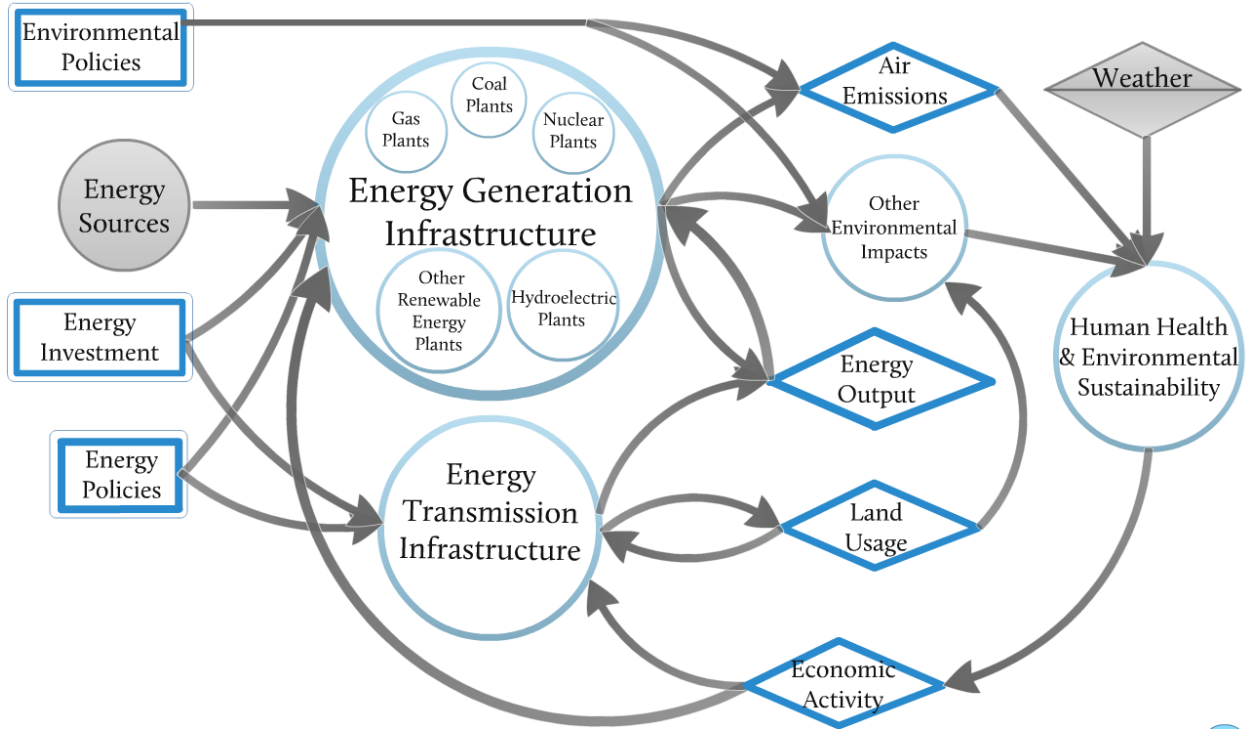 Environmental
Policies
Energy
Sources
Energy
Investment
Energy
Policies
Coal
Plants
Gas
Plants
Nuclear
Plants
Energy Generation
Infrastructure
Other
Renewable
Energy
Plants
Hydroelectric
Plants
Energy
Transmission
Infrastructure
Air
Emissions
Other
Environmental
Impacts
Energy
Output
Land
Usage
Economic
Activity
Weather
Human Health
& Environmental
Sustainability